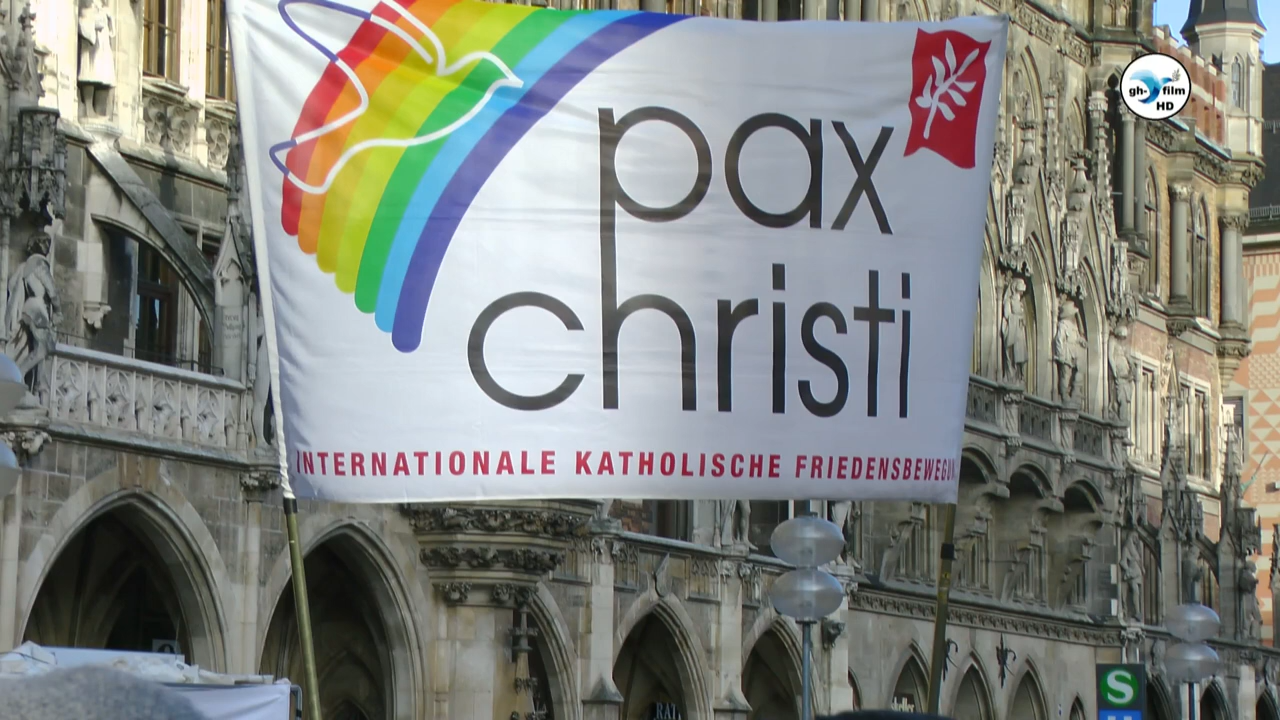 pax
christi
INTERNATIONALE KATHOLISCHE FRIEDENSBEWEGU
gh- film
HD
S